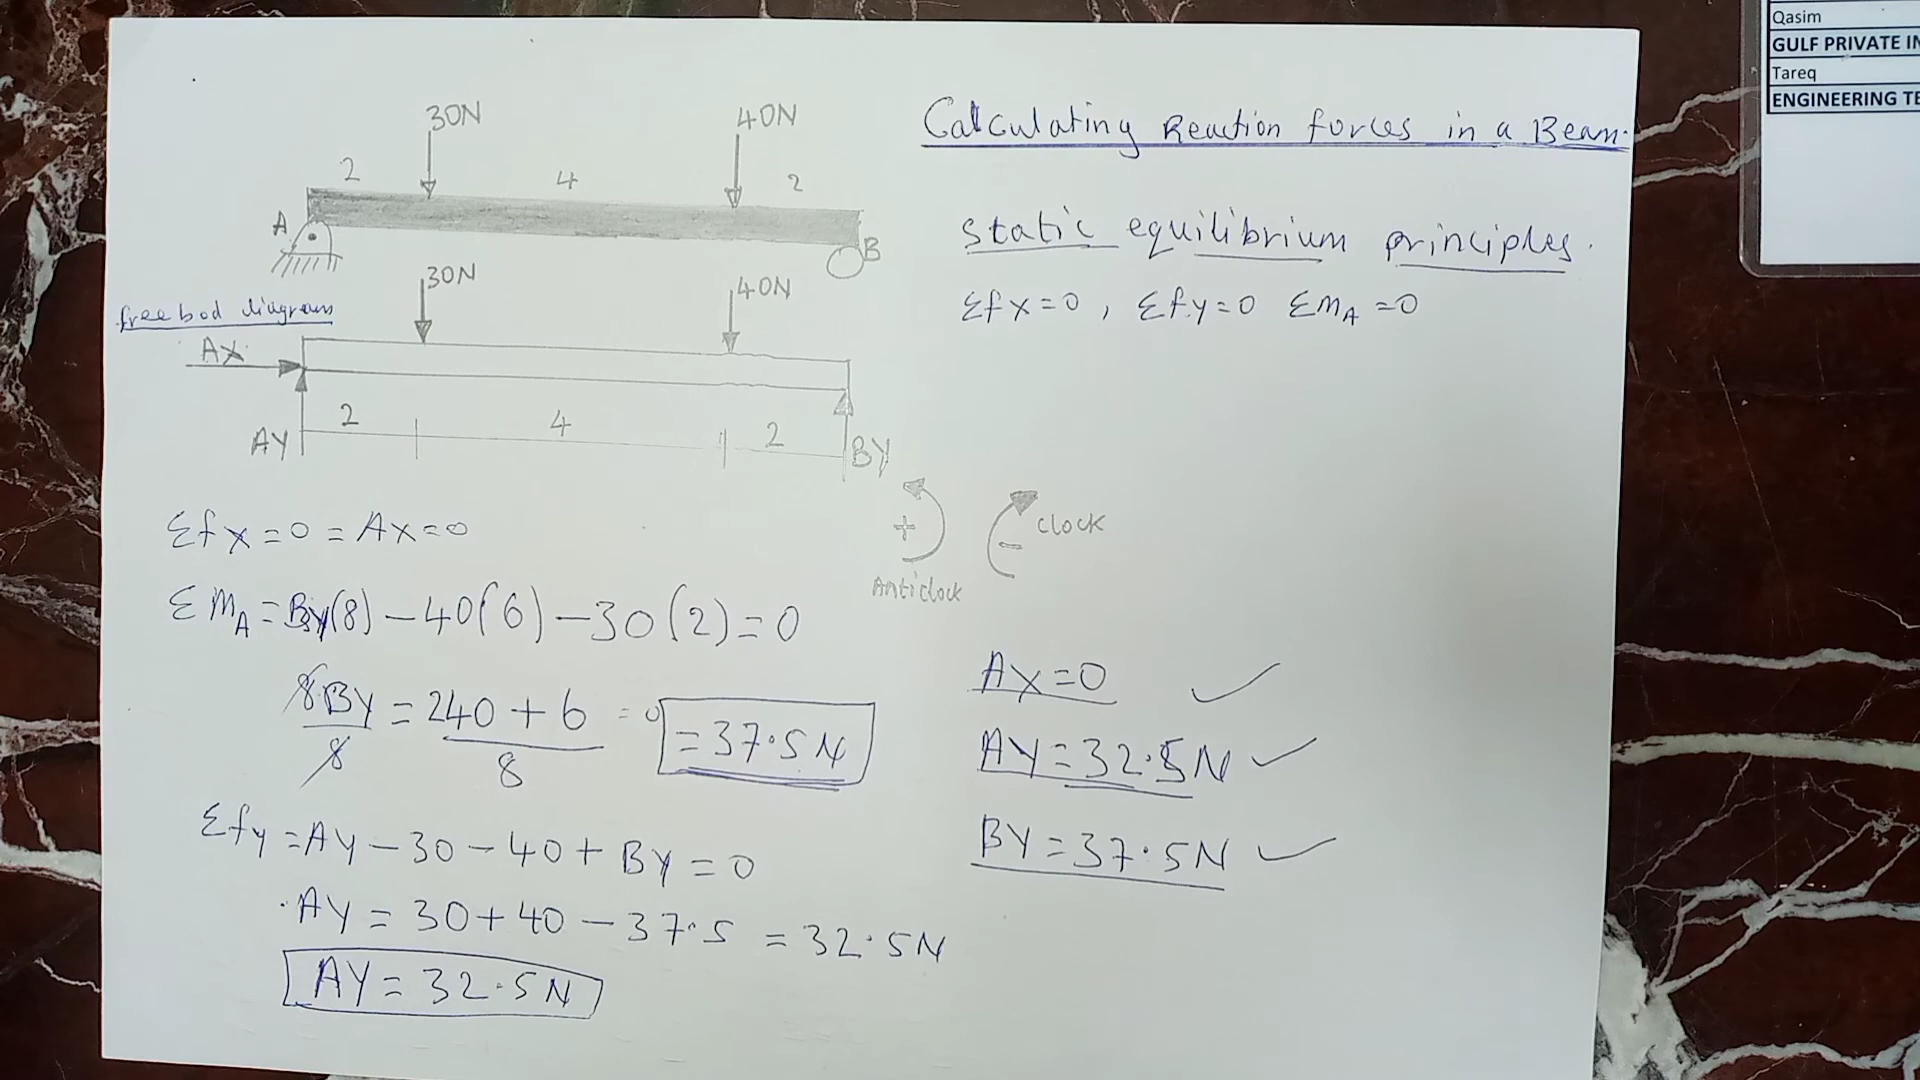 Qasim
GULF PRIVATE IN
Tareq
ENGINEERING TE
Calculating Reaction forces in a Beam.
static equilibrium principles.
Σfx=0, Σfy=0 ΣmA=0
30N 40N
2 4 2
A B
free bod diagram
30N 40N
AX
2 4 2
AY BY
+ - clock
Anticlock
Σfx=0=Ax=0
ΣMA=By(8)-40(6)-30(2)=0
8BY/8 = 240+6/8 =0 =37.5N
Σfy=AY-30-40+BY=0
.AY=30+40-37.5=32.5N
AY=32.5N
AX=0 ✓
AY=32.5N ✓
BY=37.5N ✓